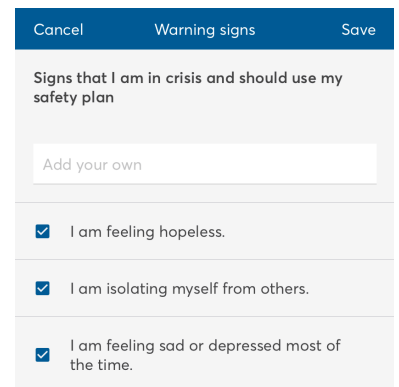 Cancel Warning signs Save
Signs that I am in crisis and should use my
safety plan
Add your own
I am feeling hopeless.
I am isolating myself from others.
I am feeling sad or depressed most of
the time.